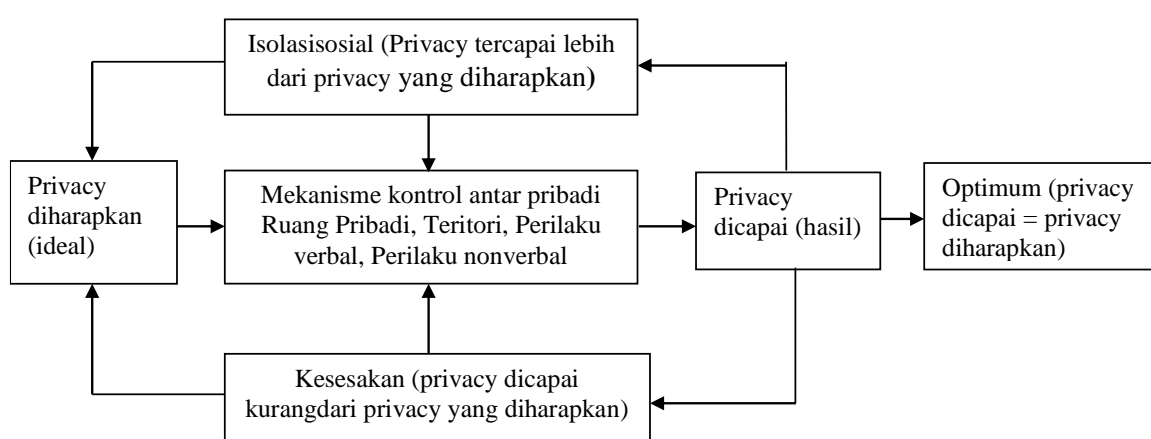 Isolasisosial (Privacy tercapai lebih
dari privacy yang diharapkan)
Privacy
diharapkan
(ideal)
Mekanisme kontrol antar pribadi
Ruang Pribadi, Teritori, Perilaku
verbal, Perilaku nonverbal
Privacy
dicapai (hasil)
Optimum (privacy
dicapai = privacy
diharapkan)
Kesesakan (privacy dicapai
kurangdari privacy yang diharapkan)